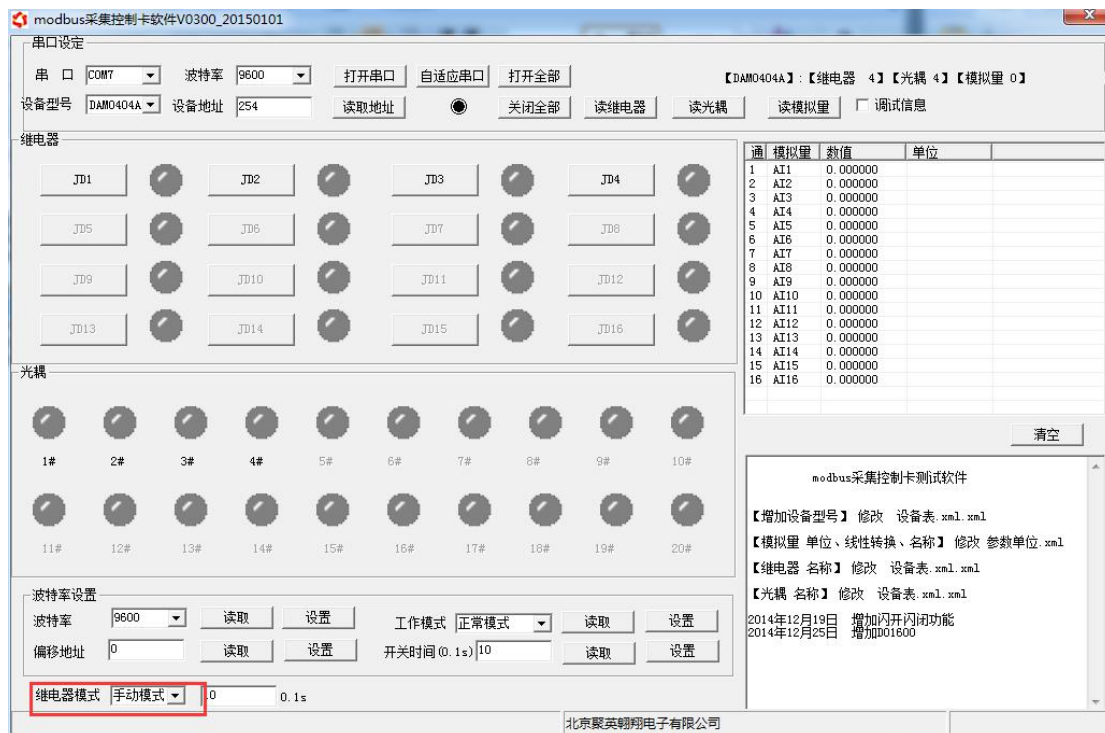 modbus采集控制卡软件V0300_20150101
串口设定
串 口 COM7 波特率 9600 打开串口 自适应串口 打开全部 【DAM0404A】:【继电器 4】【光耦 4】【模拟量 0】
设备型号 DAM0404A 设备地址 254 读取地址 关闭全部 读继电器 读光耦 读模拟量 调试信息
继电器
JD1 JD2 JD3 JD4
JD5 JD6 JD7 JD8
JD9 JD10 JD11 JD12
JD13 JD14 JD15 JD16
通 模拟量 数值 单位
1 AI1 0.000000
2 AI2 0.000000
3 AI3 0.000000
4 AI4 0.000000
5 AI5 0.000000
6 AI6 0.000000
7 AI7 0.000000
8 AI8 0.000000
9 AI9 0.000000
10 AI10 0.000000
11 AI11 0.000000
12 AI12 0.000000
13 AI13 0.000000
14 AI14 0.000000
15 AI15 0.000000
16 AI16 0.000000
清空
光耦
1# 2# 3# 4# 5# 6# 7# 8# 9# 10#
11# 12# 13# 14# 15# 16# 17# 18# 19# 20#
modbus采集控制卡测试软件
【增加设备型号】 修改 设备表.xml.xml
【模拟量 单位、线性转换、名称】 修改 参数单位.xml
【继电器 名称】 修改 设备表.xml.xml
【光耦 名称】 修改 设备表.xml.xml
2014年12月19日 增加闪开闪闭功能
2014年12月25日 增加DO1600
波特率设置
波特率 9600 读取 设置 工作模式 正常模式 读取 设置
偏移地址 0 读取 设置 开关时间(0.1s) 10 读取 设置
继电器模式 手动模式 0.1s
北京聚英翱翔电子有限公司